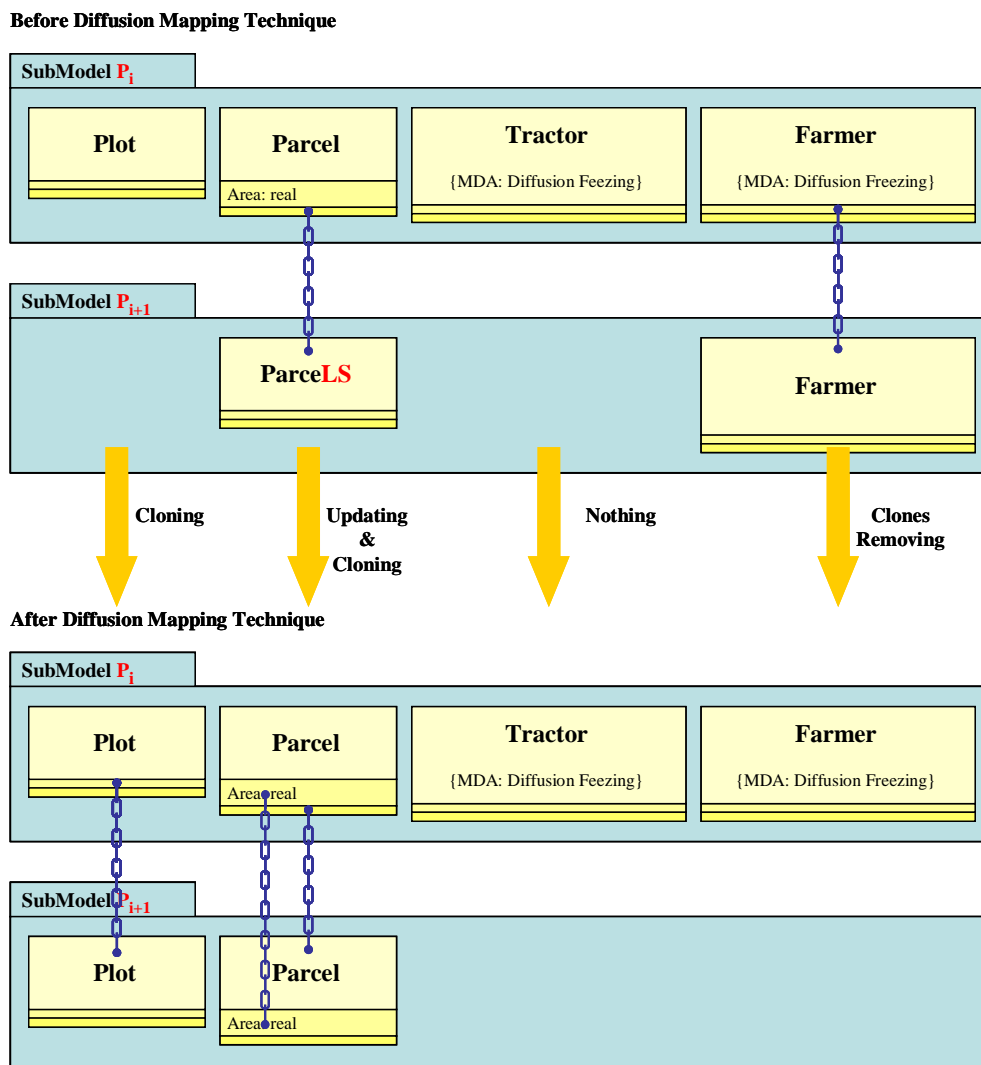 Before Diffusion Mapping Technique
SubModel Pi
Plot
Parcel
Area: real
Tractor
{MDA: Diffusion Feezing}
Farmer
{MDA: Diffusion Freezing}
SubModel Pi+1
ParceLS
Farmer
Cloning
Updating
&
Cloning
Nothing
Clones
Removing
After Diffusion Mapping Technique
SubModel Pi
Plot
Parcel
Area: real
Tractor
{MDA: Diffusion Feezing}
Farmer
{MDA: Diffusion Freezing}
SubModel Pi+1
Plot
Parcel
Area: real